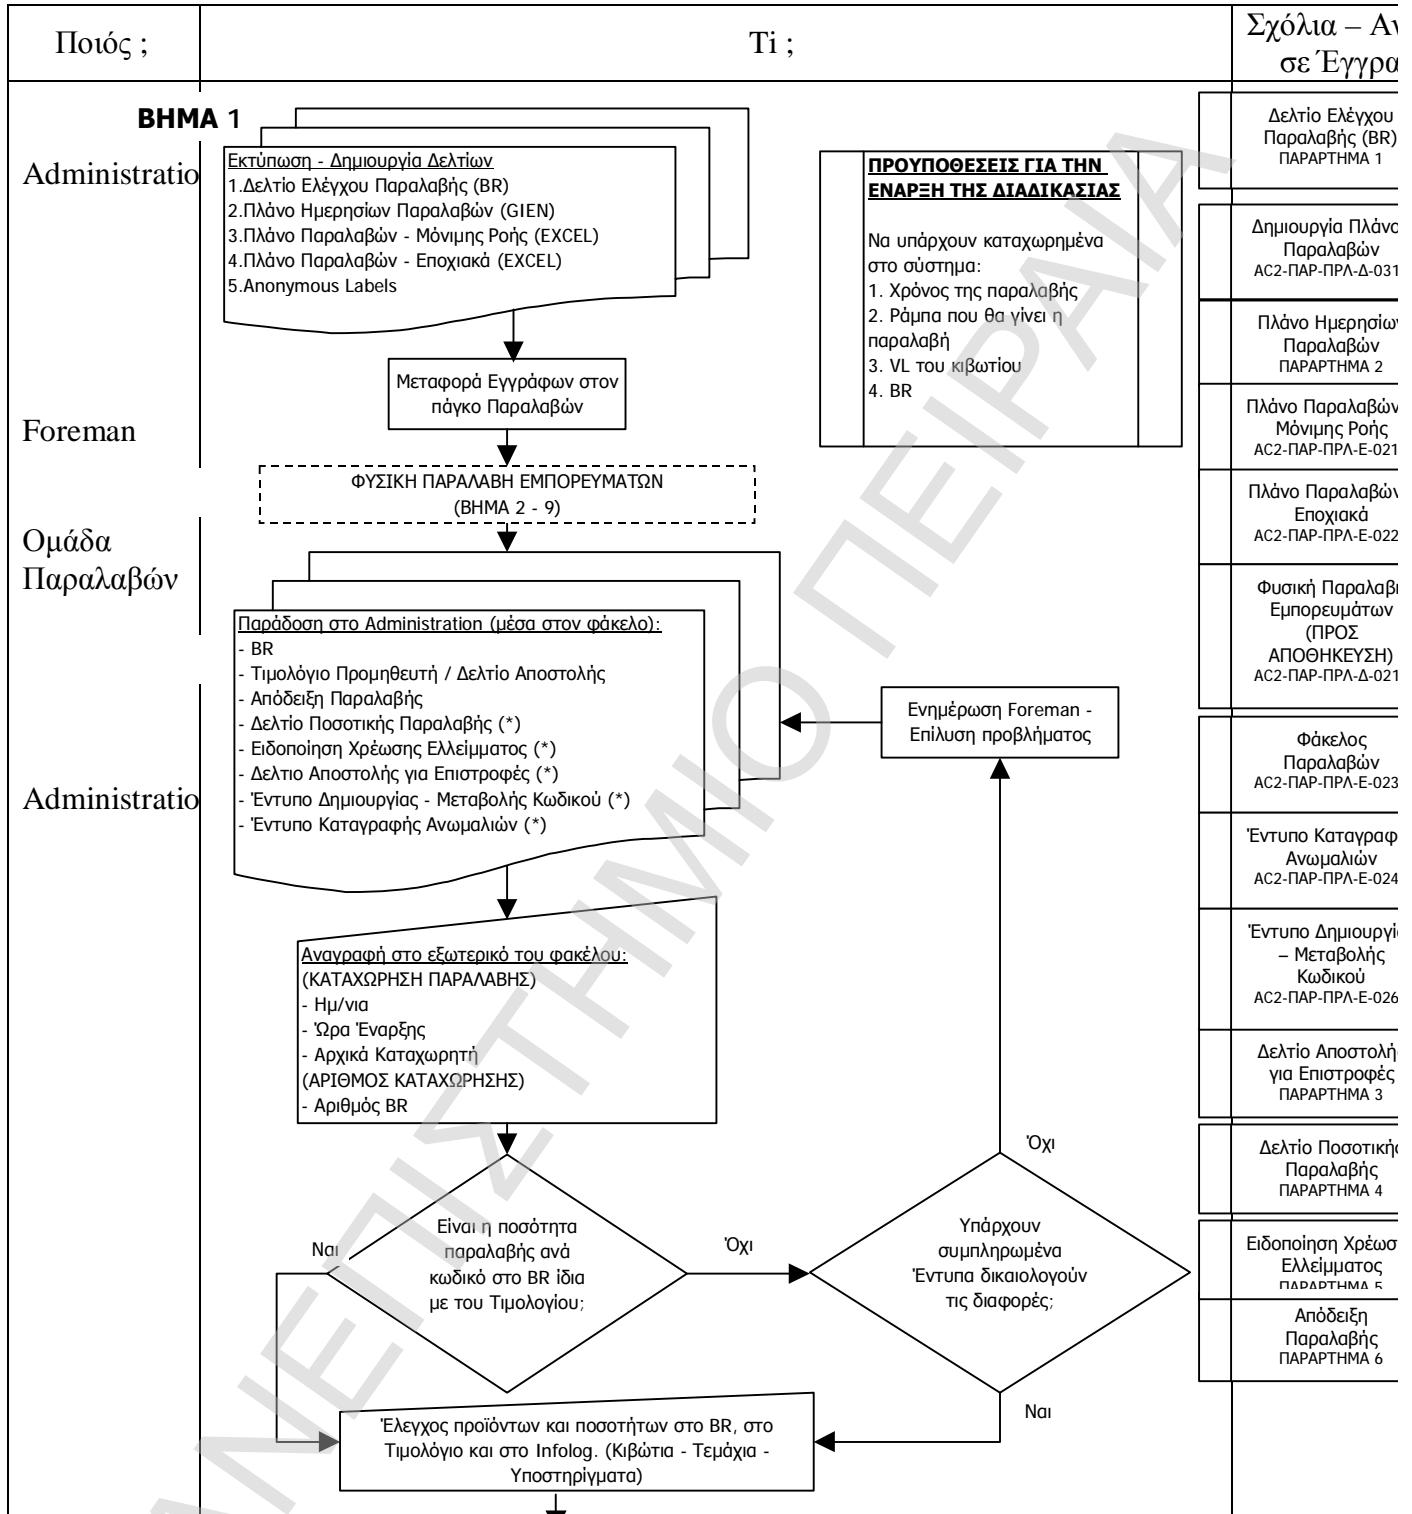 Ποιός ;
Τi ;
Σχόλια – Αν
σε Έγγρα
ΒΗΜΑ 1
Administratio
Foreman
Ομάδα
Παραλαβών
Administratio
Εκτύπωση - Δημιουργία Δελτίων
1.Δελτίο Ελέγχου Παραλαβής (BR)
2.Πλάνο Ημερησίων Παραλαβών (GIEN)
3.Πλάνο Παραλαβών - Μόνιμης Ροής (EXCEL)
4.Πλάνο Παραλαβών - Εποχιακά (EXCEL)
5.Anonymous Labels
ΠΡΟΥΠΟΘΕΣΕΙΣ ΓΙΑ ΤΗΝ
ΕΝΑΡΞΗ ΤΗΣ ΔΙΑΔΙΚΑΣΙΑΣ
Να υπάρχουν καταχωρημένα
στο σύστημα:
1. Χρόνος της παραλαβής
2. Ράμπα που θα γίνει η
παραλαβή
3. VL του κιβωτίου
4. BR
Μεταφορά Εγγράφων στον
πάγκο Παραλαβών
ΦΥΣΙΚΗ ΠΑΡΑΛΑΒΗ ΕΜΠΟΡΕΥΜΑΤΩΝ
(ΒΗΜΑ 2 - 9)
Παράδοση στο Administration (μέσα στον φάκελο):
- BR
- Τιμολόγιο Προμηθευτή / Δελτίο Αποστολής
- Απόδειξη Παραλαβής
- Δελτίο Ποσοτικής Παραλαβής (*)
- Ειδοποίηση Χρέωσης Ελλείμματος (*)
- Δελτιο Αποστολής για Επιστροφές (*)
- Έντυπο Δημιουργίας - Μεταβολής Κωδικού (*)
- Έντυπο Καταγραφής Ανωμαλιών (*)
Ενημέρωση Foreman -
Επίλυση προβλήματος
Αναγραφή στο εξωτερικό του φακέλου:
(ΚΑΤΑΧΩΡΗΣΗ ΠΑΡΑΛΑΒΗΣ)
- Ημ/νια
- Ώρα Έναρξης
- Αρχικά Καταχωρητή
(ΑΡΙΘΜΟΣ ΚΑΤΑΧΩΡΗΣΗΣ)
- Αριθμός BR
Είναι η ποσότητα
παραλαβής ανά
κωδικό στο BR ίδια
με του Τιμολογίου;
Ναι
Όχι
Υπάρχουν
συμπληρωμένα
Έντυπα δικαιολογούν
τις διαφορές;
Όχι
Ναι
Έλεγχος προϊόντων και ποσοτήτων στο BR, στο
Τιμολόγιο και στο Infolog. (Κιβώτια - Τεμάχια -
Υποστηρίγματα)
Δελτίο Ελέγχου
Παραλαβής (BR)
ΠΑΡΑΡΤΗΜΑ 1
Δημιουργία Πλάνο
Παραλαβών
AC2-ΠΑΡ-ΠΡΛ-Δ-031
Πλάνο Ημερησίων
Παραλαβών
ΠΑΡΑΡΤΗΜΑ 2
Πλάνο Παραλαβών
Μόνιμης Ροής
AC2-ΠΑΡ-ΠΡΛ-Ε-021
Πλάνο Παραλαβών
Εποχιακά
AC2-ΠΑΡ-ΠΡΛ-Ε-022
Φυσική Παραλαβή
Εμπορευμάτων
(ΠΡΟΣ
ΑΠΟΘΗΚΕΥΣΗ)
AC2-ΠΑΡ-ΠΡΛ-Δ-021
Φάκελος
Παραλαβών
AC2-ΠΑΡ-ΠΡΛ-Ε-023
Έντυπο Καταγραφ
Ανωμαλιών
AC2-ΠΑΡ-ΠΡΛ-Ε-024
Έντυπο Δημιουργία
– Μεταβολής
Κωδικού
AC2-ΠΑΡ-ΠΡΛ-Ε-026
Δελτίο Αποστολής
για Επιστροφές
ΠΑΡΑΡΤΗΜΑ 3
Δελτίο Ποσοτικής
Παραλαβής
ΠΑΡΑΡΤΗΜΑ 4
Ειδοποίηση Χρέωσ
Ελλείμματος
ΠΑΡΑΡΤΗΜΑ 5
Απόδειξη
Παραλαβής
ΠΑΡΑΡΤΗΜΑ 6
ΑΝΕΠΙΣΤΗΜΙΟ ΠΕΙΡΑΙΑ